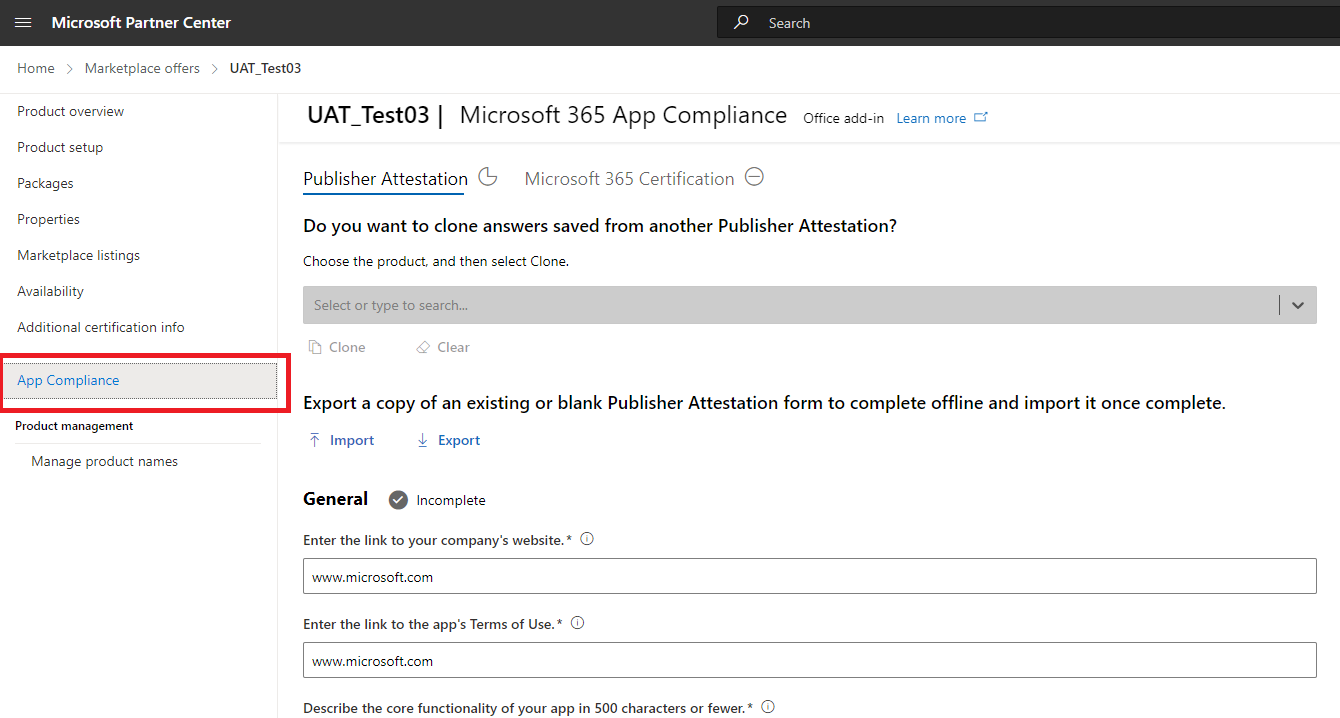 Microsoft Partner Center
Search
Home > Marketplace offers > UAT_Test03
Product overview
Product setup
Packages
Properties
Marketplace listings
Availability
Additional certification info
App Compliance
Product management
Manage product names
UAT_Test03 | Microsoft 365 App Compliance Office add-in Learn more
Publisher Attestation Microsoft 365 Certification
Do you want to clone answers saved from another Publisher Attestation?
Choose the product, and then select Clone.
Select or type to search...
Clone Clear
Export a copy of an existing or blank Publisher Attestation form to complete offline and import it once complete.
Import Export
General Incomplete
Enter the link to your company's website.*
www.microsoft.com
Enter the link to the app's Terms of Use.*
www.microsoft.com
Describe the core functionality of your app in 500 characters or fewer.*